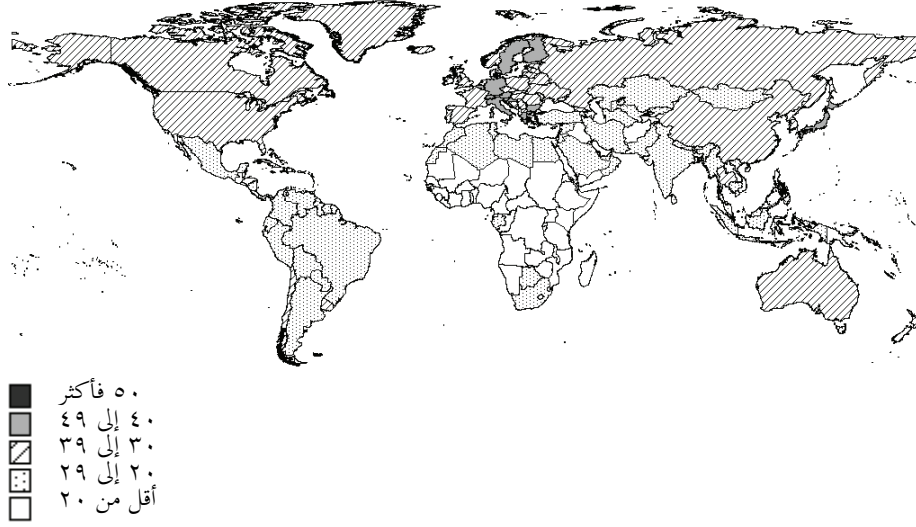 ٥٠ فأكثر
٤٠ إلى ٤٩
٣٠ إلى ٣٩
٢٠ إلى ٢٩
أقل من ٢٠